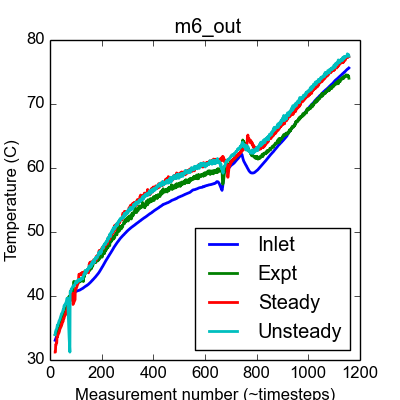 m6_out
80
70
60
50
40
30
Temperature (C)
Inlet
Expt
Steady
Unsteady
0 200 400 600 800 1000 1200
Measurement number (~timesteps)